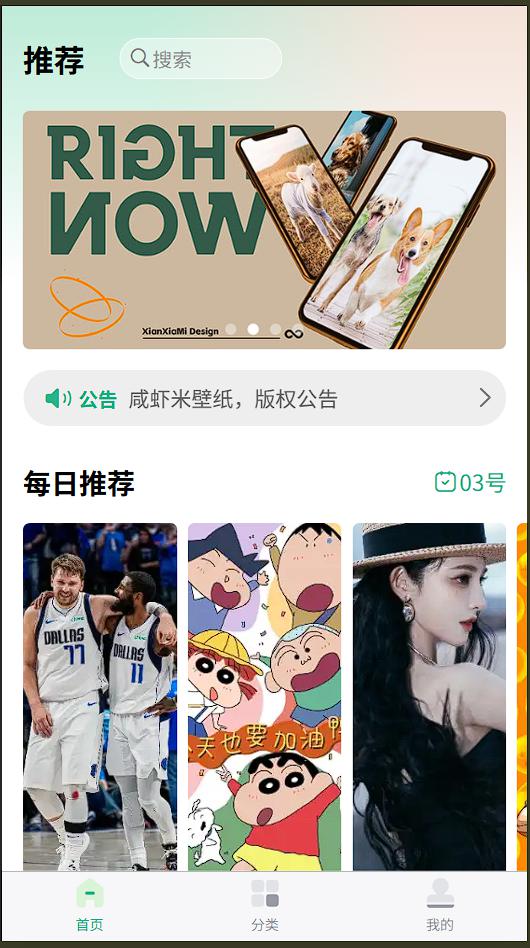 推荐
搜索
RIGHT
NOW
XianXiaMi Design
公告 咸虾米壁纸，版权公告
每日推荐
03号
DALLAS
77
DALLAS
11
天也要加油鸭
首页
分类
我的